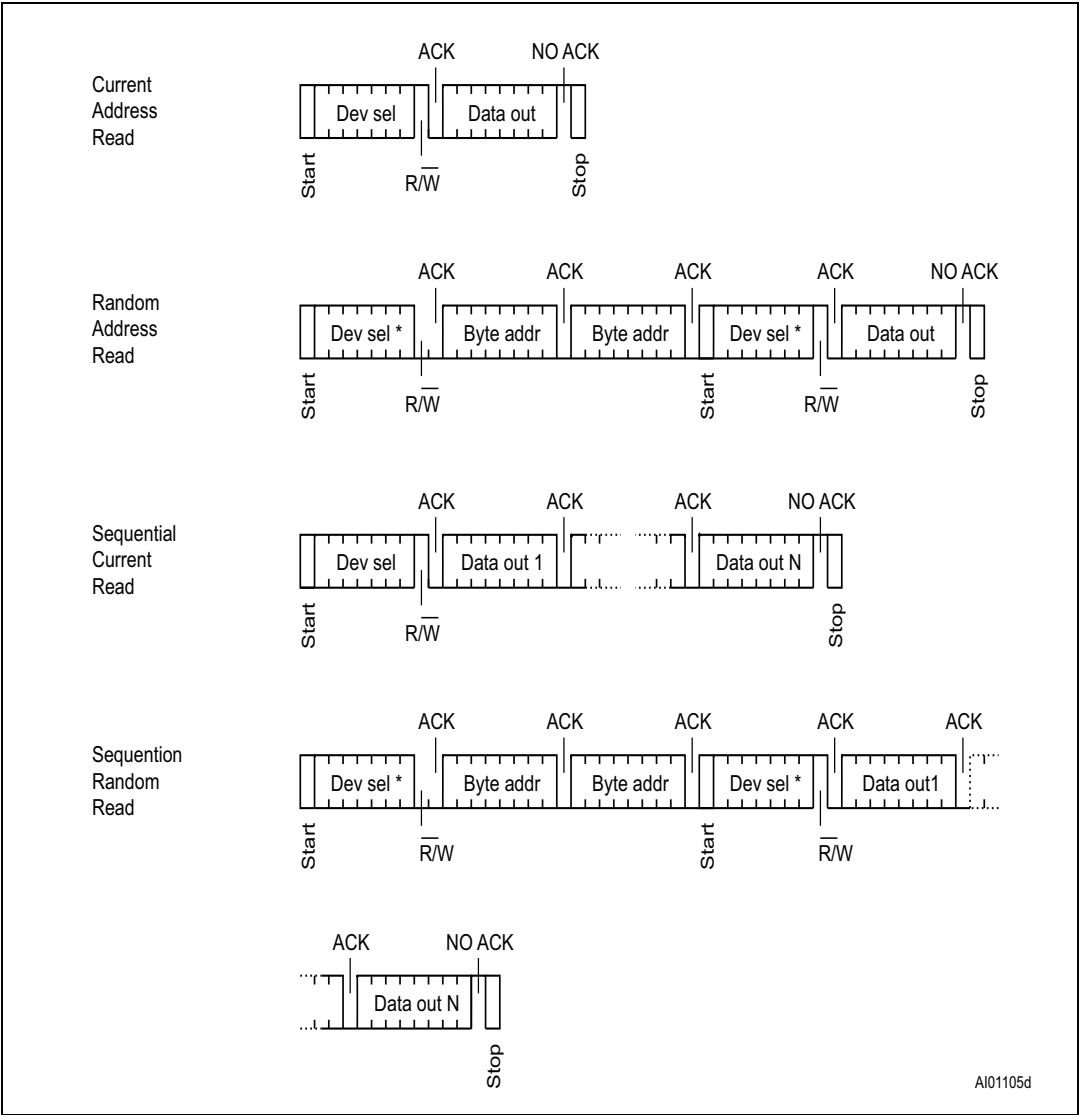 ACK NO ACK
Current
Address
Read
Dev sel Data out
Start R/W̅ Stop
ACK ACK ACK ACK NO ACK
Random
Address
Read
Dev sel * Byte addr Byte addr Dev sel * Data out
Start R/W̅ Start R/W̅ Stop
ACK ACK ACK NO ACK
Sequential
Current
Read
Dev sel Data out 1 Data out N
Start R/W̅ Stop
ACK ACK ACK ACK ACK
Sequention
Random
Read
Dev sel * Byte addr Byte addr Dev sel * Data out1
Start R̅/W Start R̅/W
ACK NO ACK
Data out N
Stop
AI01105d